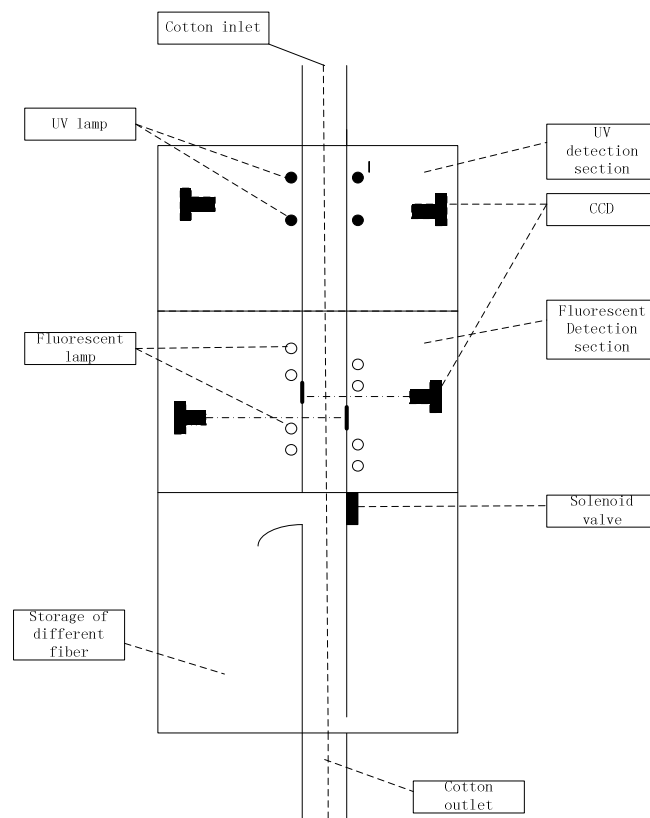 Cotton inlet
UV lamp
UV
detection
section
CCD
Fluorescent
lamp
Fluorescent
Detection
section
Solenoid
valve
Storage of
different
fiber
Cotton
outlet